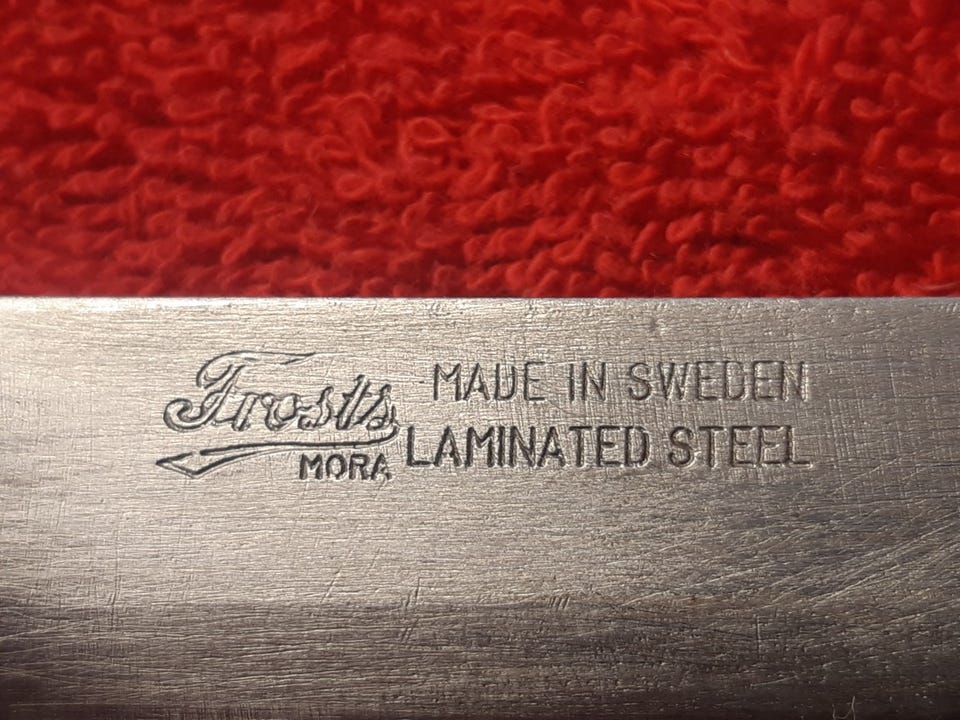 Frosts MADE IN SWEDEN
MORA LAMINATED STEEL